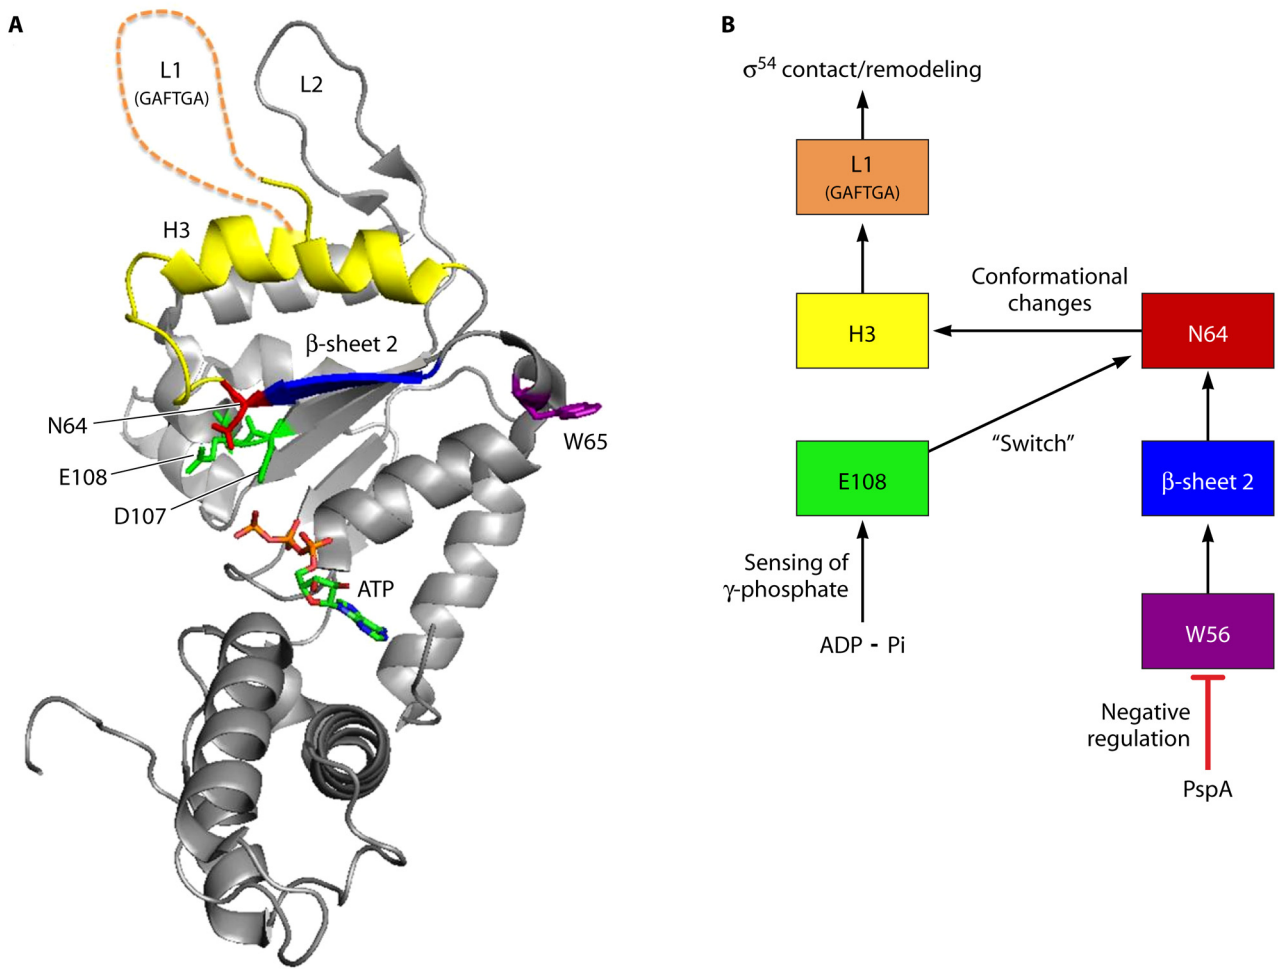 A
L1
(GAFTGA)
L2
H3
β-sheet 2
N64
E108
D107
W65
ATP
B
σ54 contact/remodeling
L1
(GAFTGA)
Conformational
changes
H3
N64
"Switch"
E108
β-sheet 2
Sensing of
γ-phosphate
ADP - Pi
W56
Negative
regulation
PspA